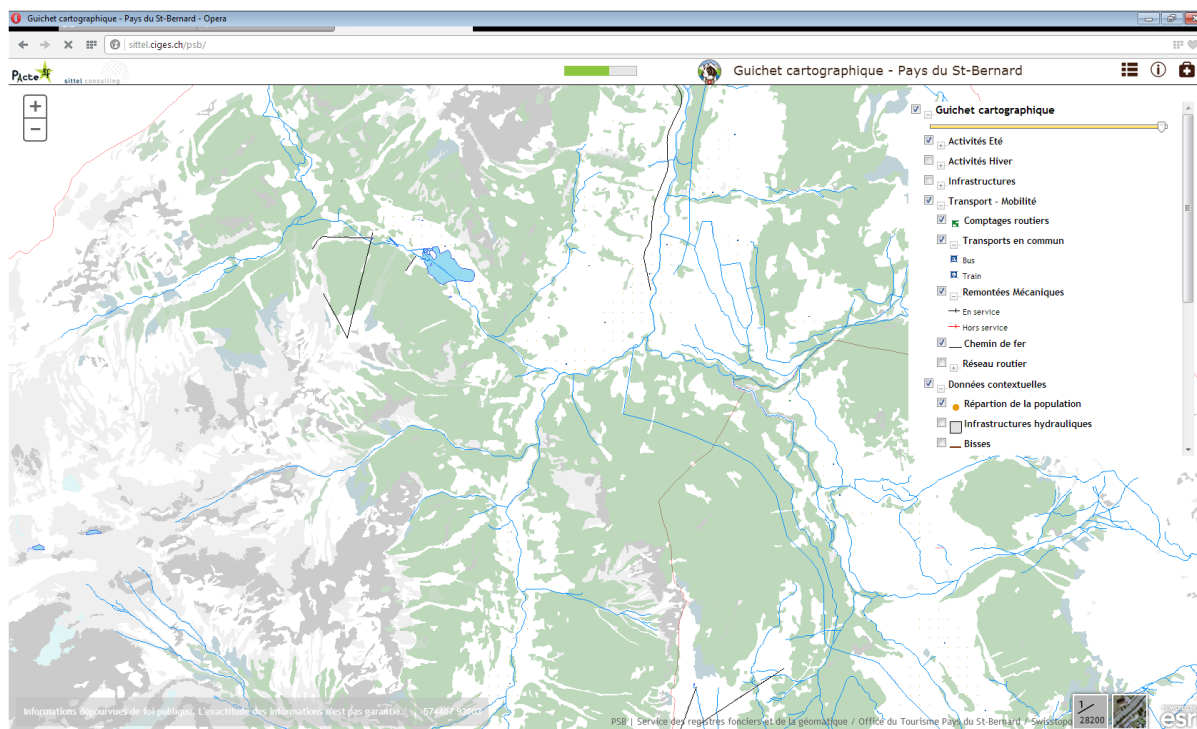 Guichet cartographique - Pays du St-Bernard - Opera
sittel.ciges.ch/psb/
PActe
sittel consulting
Guichet cartographique - Pays du St-Bernard
+
−
Guichet cartographique
Activités Eté
Activités Hiver
Infrastructures
Transport - Mobilité
Comptages routiers
Transports en commun
Bus
Train
Remontées Mécaniques
En service
Hors service
Chemin de fer
Réseau routier
Données contextuelles
Répartion de la population
Infrastructures hydrauliques
Bisses
Informations dépourvues de foi publique. L'exactitude des informations n'est pas garantie.
PSB | Service des registres fonciers et de la géomatique / Office du Tourisme Pays du St-Bernard / Swisstopo
1
28200
esri